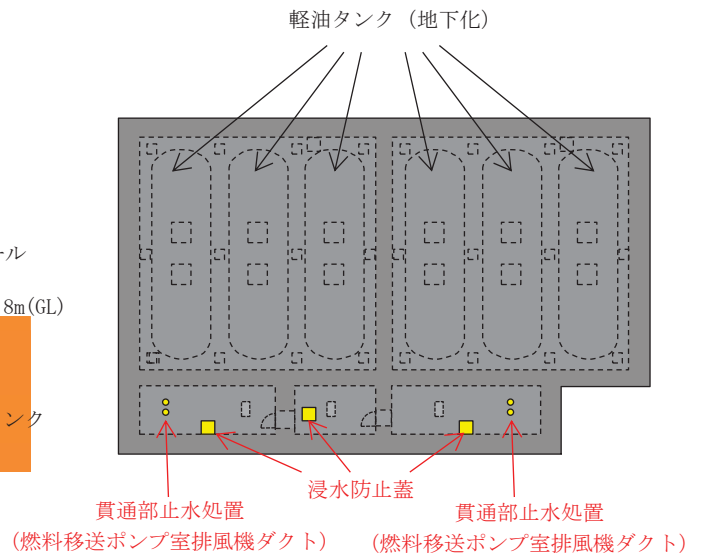 軽油タンク（地下化）
ール
8m(GL)
ンク
浸水防止蓋
貫通部止水処置
(燃料移送ポンプ室排風機ダクト)
貫通部止水処置
(燃料移送ポンプ室排風機ダクト)